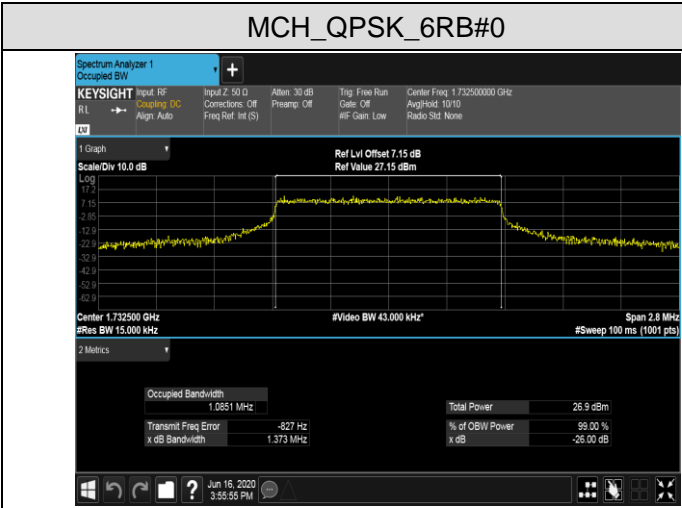 MCH_QPSK_6RB#0
Spectrum Analyzer 1
Occupied BW
+
KEYSIGHT Input: RF Input Z: 50 Ω Atten: 30 dB Trig: Free Run Center Freq: 1.732500000 GHz
R L Coupling: DC Corrections: Off Preamp: Off Gate: Off Avg|Hold: 10/10
Align: Auto Freq Ref: Int (S) #IF Gain: Low Radio Std: None
LXI
1 Graph
Ref Lvl Offset 7.15 dB
Scale/Div 10.0 dB Ref Value 27.15 dBm
Log
17.2
7.15
-2.85
-12.9
-22.9
-32.9
-42.9
-52.9
-62.9
Center 1.732500 GHz #Video BW 43.000 kHz* Span 2.8 MHz
#Res BW 15.000 kHz #Sweep 100 ms (1001 pts)
2 Metrics
Occupied Bandwidth
1.0851 MHz Total Power 26.9 dBm
Transmit Freq Error -827 Hz % of OBW Power 99.00 %
x dB Bandwidth 1.373 MHz x dB -26.00 dB
? Jun 16, 2020
3:55:55 PM